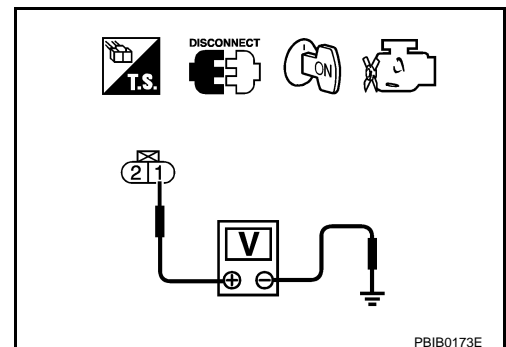 DISCONNECT
T.S.
ON
2 1
V
PBIB0173E